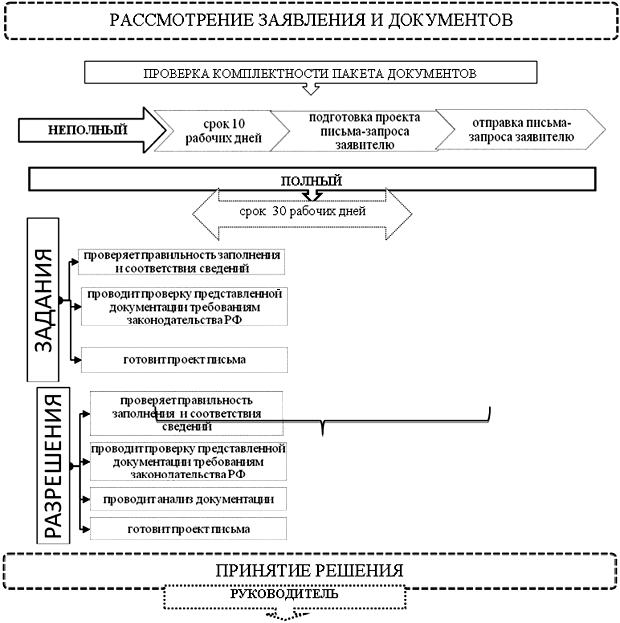 РАССМОТРЕНИЕ ЗАЯВЛЕНИЯ И ДОКУМЕНТОВ
ПРОВЕРКА КОМПЛЕКТНОСТИ ПАКЕТА ДОКУМЕНТОВ
НЕПОЛНЫЙ
срок 10
рабочих дней
подготовка проекта
письма-запроса
заявителю
отправка письма-
запроса заявителю
ПОЛНЫЙ
срок 30 рабочих дней
ЗАДАНИЯ
проверяет правильность заполнения
и соответствия сведений
проводит проверку представленной
документации требованиям
законодательства РФ
готовит проект письма
РАЗРЕШЕНИЯ
проверяет правильность
заполнения и соответствия
сведений
проводит проверку представленной
документации требованиям
законодательства РФ
проводит анализ документации
готовит проект письма
ПРИНЯТИЕ РЕШЕНИЯ
РУКОВОДИТЕЛЬ